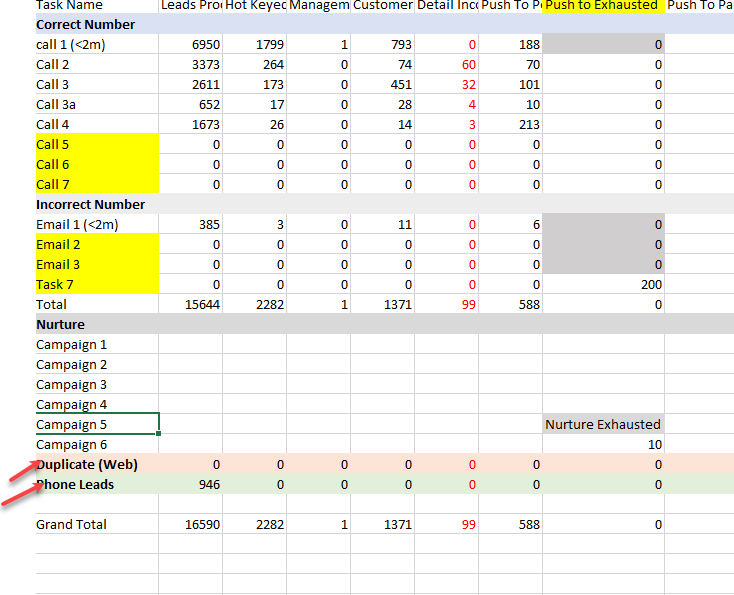 Task Name Leads Pro Hot Keyec Managem Customer Detail Inco Push To P Push to Exhausted Push To Pa
Correct Number
call 1 (<2m) 6950 1799 1 793 0 188 0
Call 2 3373 264 0 74 60 70 0
Call 3 2611 173 0 451 32 101 0
Call 3a 652 17 0 28 4 10 0
Call 4 1673 26 0 14 3 213 0
Call 5 0 0 0 0 0 0 0
Call 6 0 0 0 0 0 0 0
Call 7 0 0 0 0 0 0 0
Incorrect Number
Email 1 (<2m) 385 3 0 11 0 6 0
Email 2 0 0 0 0 0 0 0
Email 3 0 0 0 0 0 0 0
Task 7 0 0 0 0 0 0 200
Total 15644 2282 1 1371 99 588 0
Nurture
Campaign 1
Campaign 2
Campaign 3
Campaign 4
Campaign 5 Nurture Exhausted
Campaign 6 10
Duplicate (Web) 0 0 0 0 0 0 0
Phone Leads 946 0 0 0 0 0 0
Grand Total 16590 2282 1 1371 99 588 0